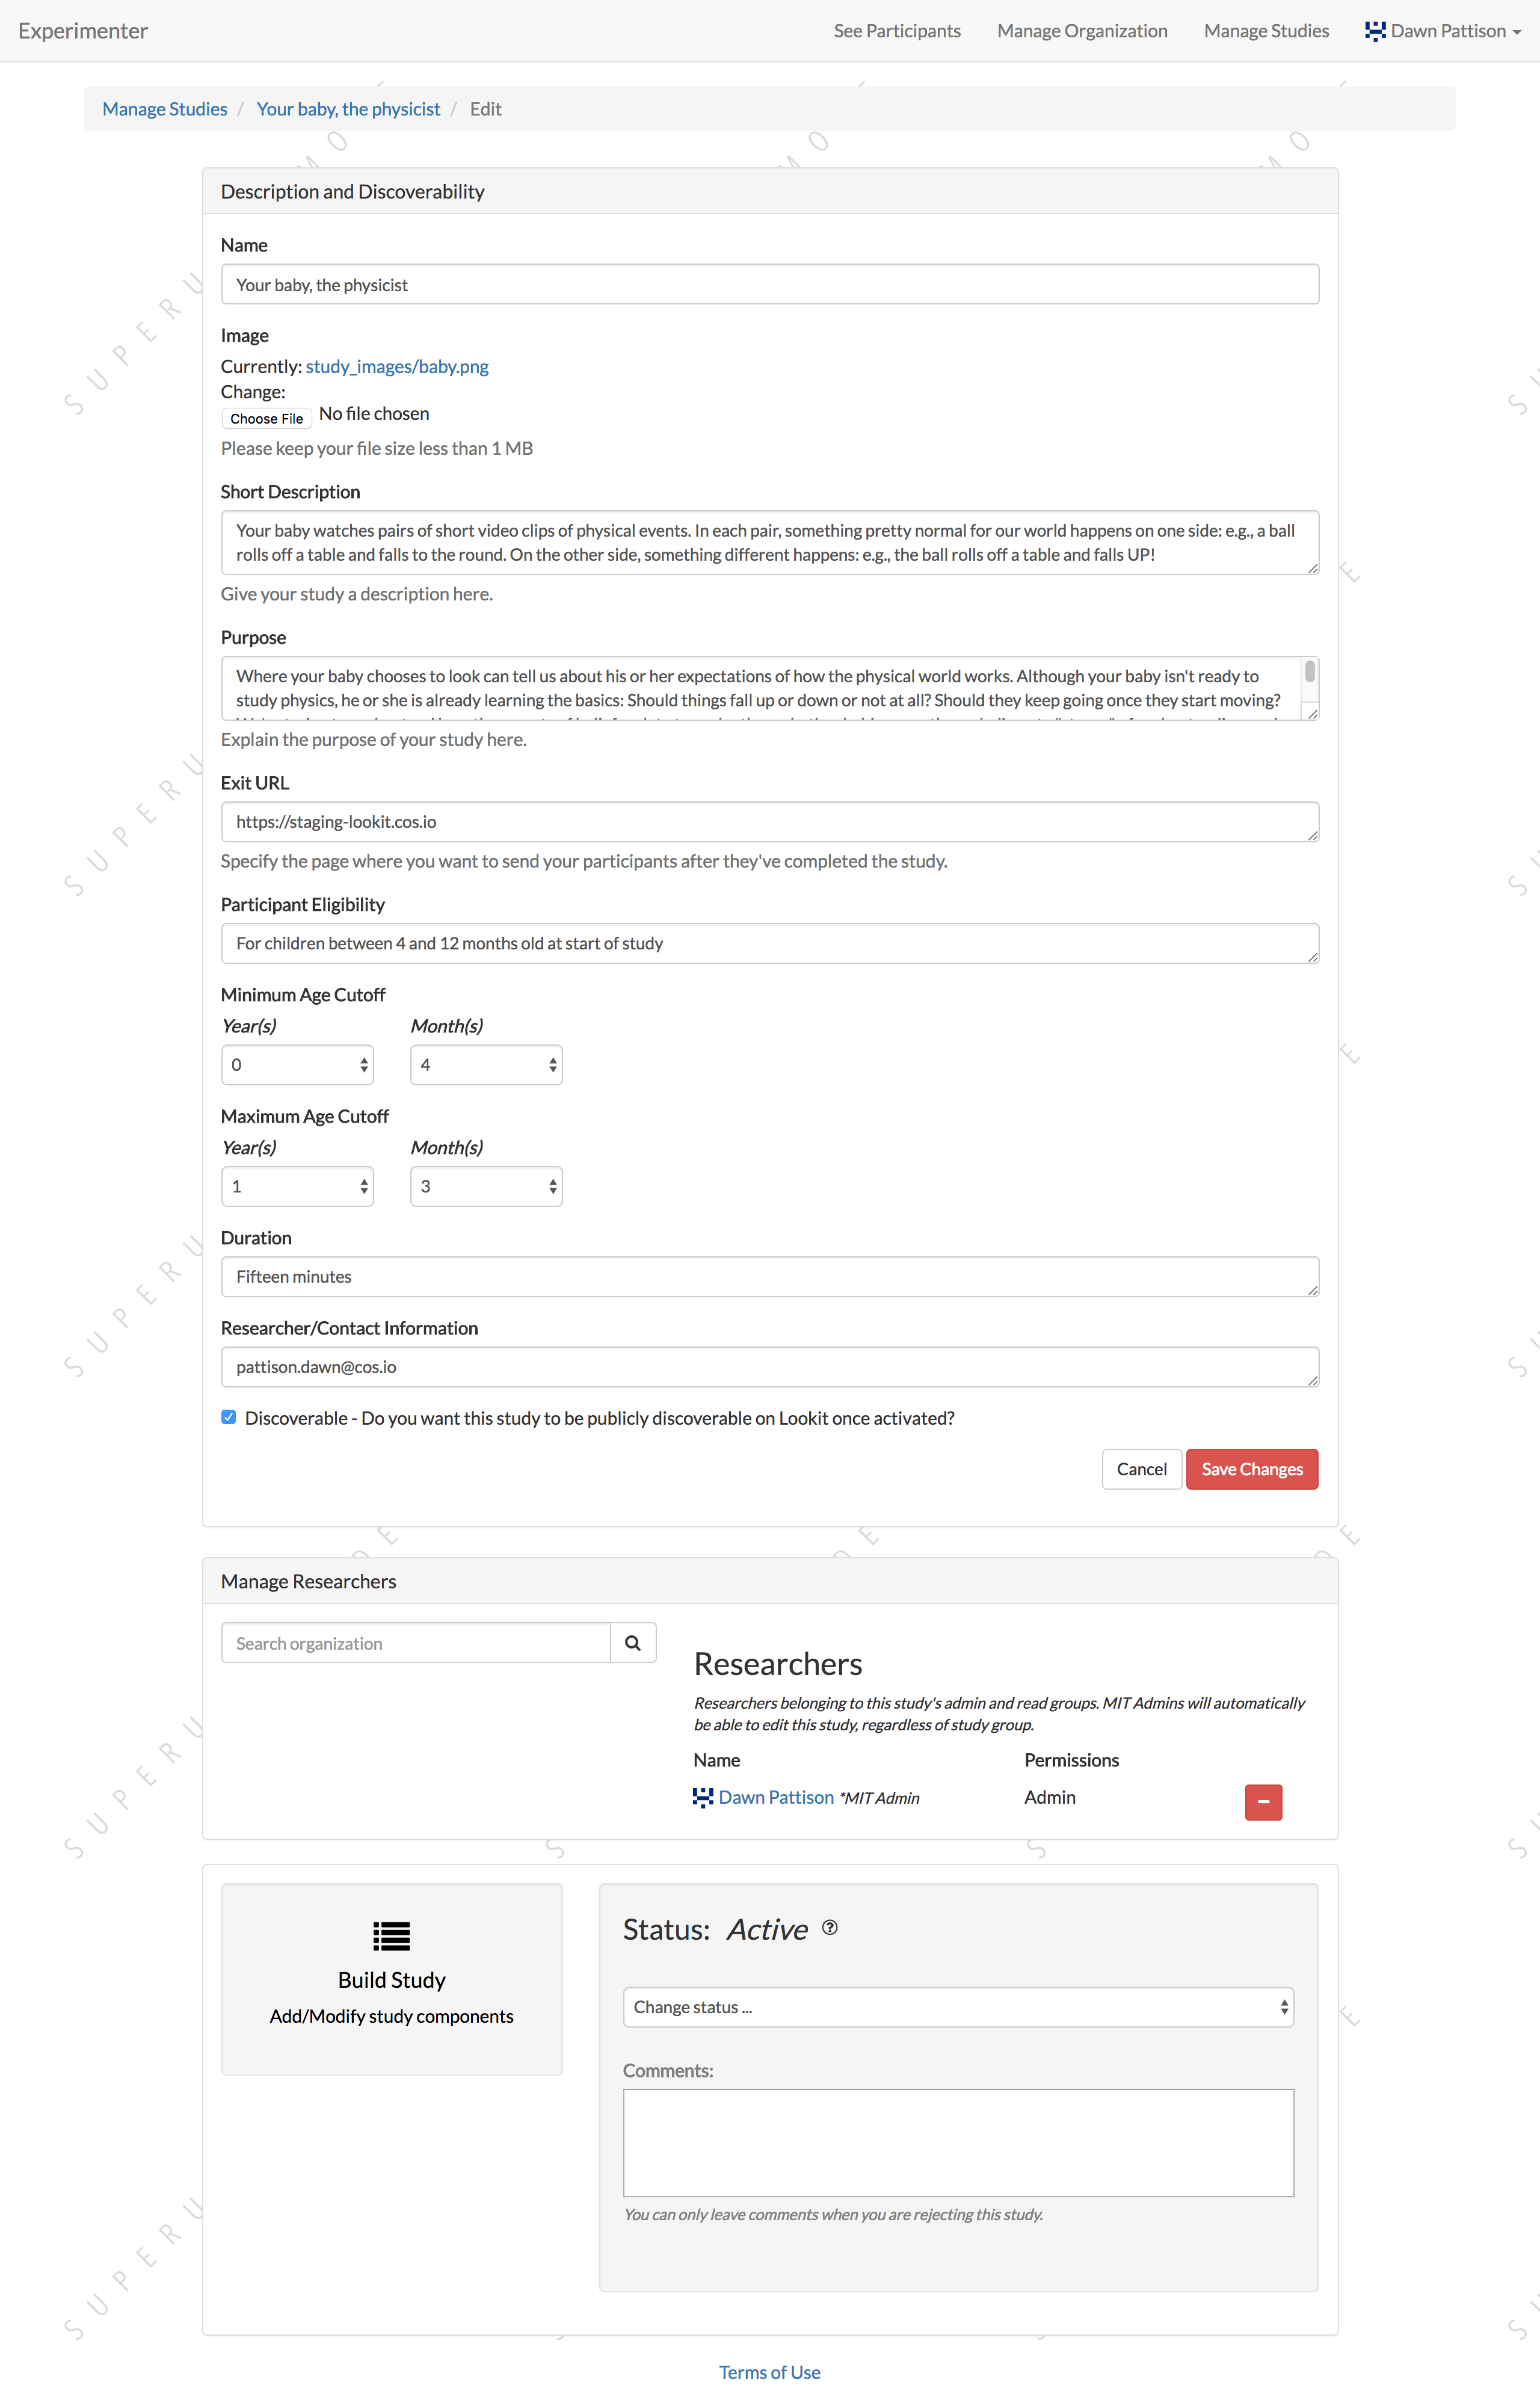 Experimenter
See Participants
Manage Organization
Manage Studies
Dawn Pattison
Manage Studies / Your baby, the physicist / Edit
Description and Discoverability
Name
Your baby, the physicist
Image
Currently: study_images/baby.png
Change:
Choose File No file chosen
Please keep your file size less than 1 MB
Short Description
Your baby watches pairs of short video clips of physical events. In each pair, something pretty normal for our world happens on one side: e.g., a ball
rolls off a table and falls to the round. On the other side, something different happens: e.g., the ball rolls off a table and falls UP!
Give your study a description here.
Purpose
Where your baby chooses to look can tell us about his or her expectations of how the physical world works. Although your baby isn't ready to
study physics, he or she is already learning the basics: Should things fall up or down or not at all? Should they keep going once they start moving?
Explain the purpose of your study here.
Exit URL
https://staging-lookit.cos.io
Specify the page where you want to send your participants after they've completed the study.
Participant Eligibility
For children between 4 and 12 months old at start of study
Minimum Age Cutoff
Year(s) Month(s)
0 4
Maximum Age Cutoff
Year(s) Month(s)
1 3
Duration
Fifteen minutes
Researcher/Contact Information
pattison.dawn@cos.io
Discoverable - Do you want this study to be publicly discoverable on Lookit once activated?
Cancel Save Changes
Manage Researchers
Search organization
Researchers
Researchers belonging to this study's admin and read groups. MIT Admins will automatically
be able to edit this study, regardless of study group.
Name Permissions
Dawn Pattison *MIT Admin Admin
Build Study
Add/Modify study components
Status: Active
Change status ...
Comments:
You can only leave comments when you are rejecting this study.
Terms of Use